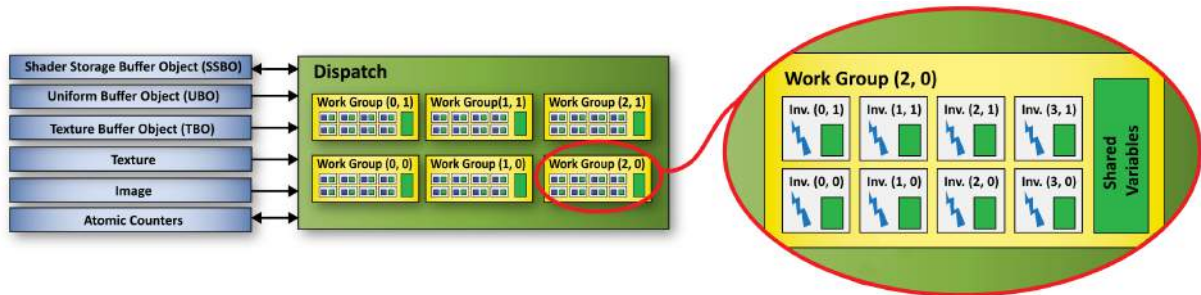 Shader Storage Buffer Object (SSBO)
Uniform Buffer Object (UBO)
Texture Buffer Object (TBO)
Texture
Image
Atomic Counters
Dispatch
Work Group (0, 1)
Work Group(1, 1)
Work Group (2, 1)
Work Group (0, 0)
Work Group (1, 0)
Work Group (2, 0)
Work Group (2, 0)
Inv. (0, 1)
Inv. (1, 1)
Inv. (2, 1)
Inv. (3, 1)
Inv. (0, 0)
Inv. (1, 0)
Inv. (2, 0)
Inv. (3, 0)
Shared
Variables